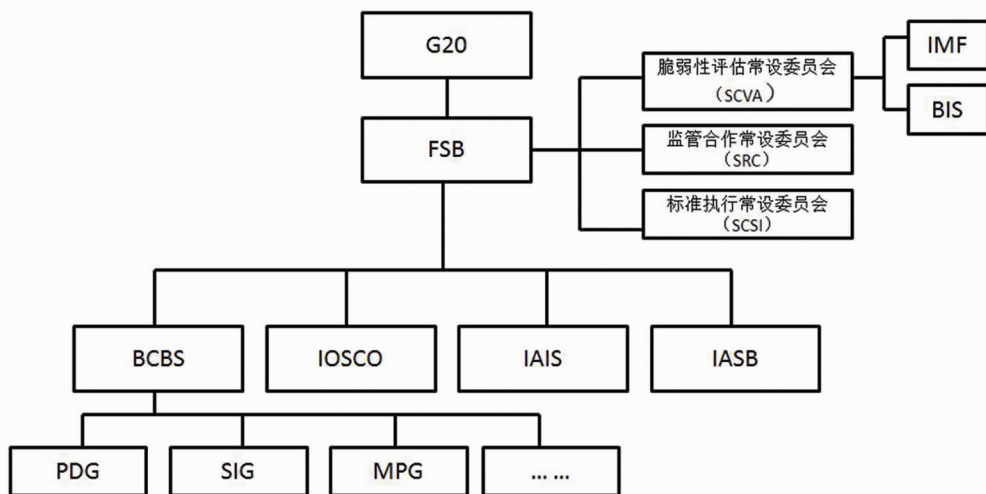 G20
FSB
脆弱性评估常设委员会
（SCVA）
IMF
BIS
监管合作常设委员会
（SRC）
标准执行常设委员会
（SCSI）
BCBS
IOSCO
IAIS
IASB
PDG
SIG
MPG
... ...